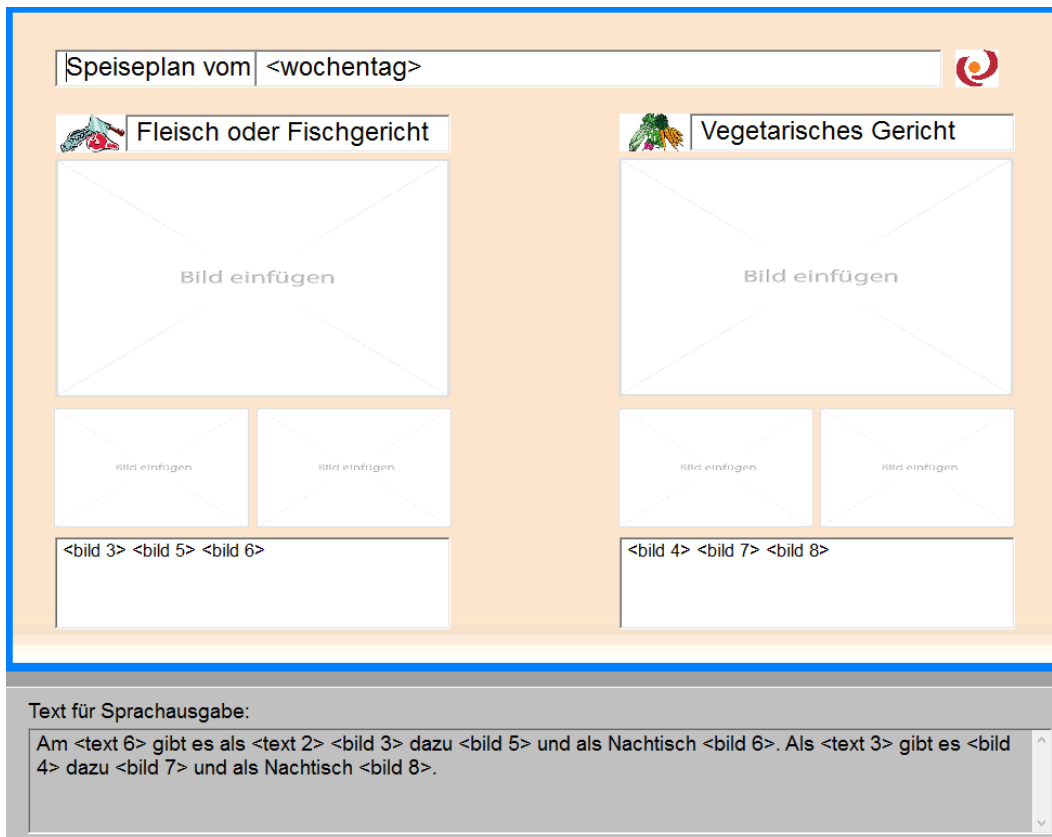 Speiseplan vom <wochentag>
Fleisch oder Fischgericht
Vegetarisches Gericht
Bild einfügen
Bild einfügen
Bild einfügen
Bild einfügen
Bild einfügen
Bild einfügen
<bild 3> <bild 5> <bild 6>
<bild 4> <bild 7> <bild 8>
Text für Sprachausgabe:
Am <text 6> gibt es als <text 2> <bild 3> dazu <bild 5> und als Nachtisch <bild 6>. Als <text 3> gibt es <bild
4> dazu <bild 7> und als Nachtisch <bild 8>.